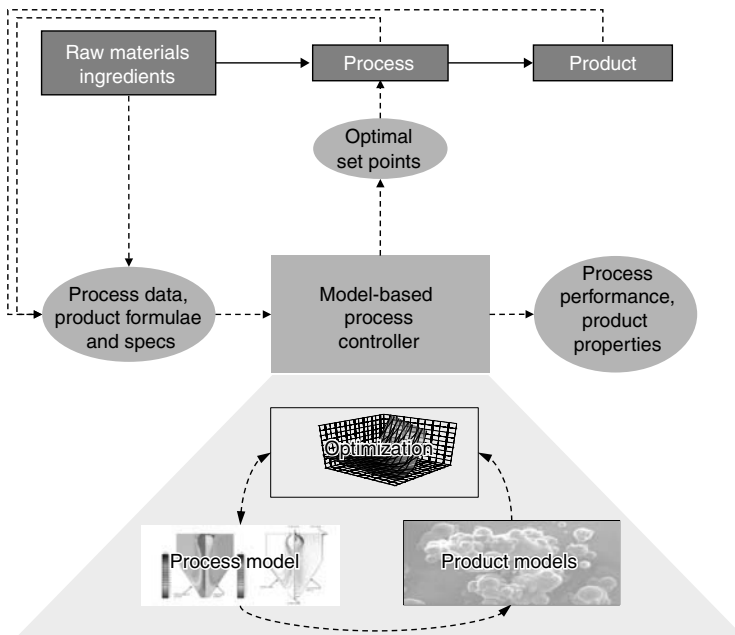 Raw materials
ingredients
Process
Product
Optimal
set points
Process data,
product formulae
and specs
Model-based
process
controller
Process
performance,
product
properties
Optimization
Process model
Product models